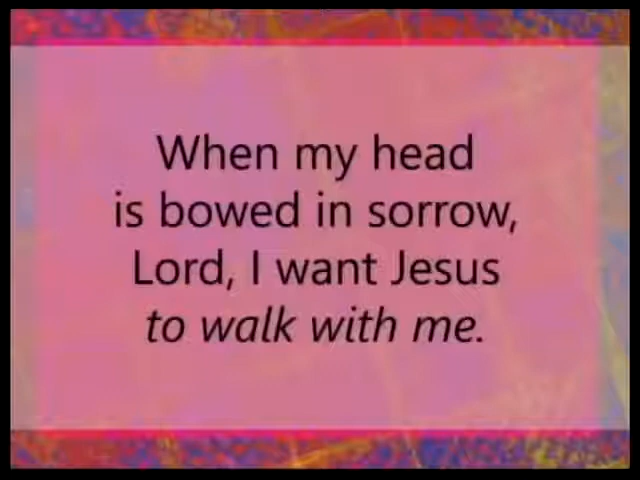 When my head
is bowed in sorrow,
Lord, I want Jesus
to walk with me.